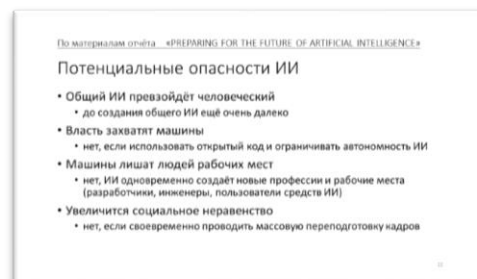 По материалам отчёта «PREPARING FOR THE FUTURE OF ARTIFICIAL INTELLIGENCE»
Потенциальные опасности ИИ
• Общий ИИ превзойдёт человеческий
• до создания общего ИИ ещё очень далеко
• Власть захватят машины
• нет, если использовать открытый код и ограничивать автономность ИИ
• Машины лишат людей рабочих мест
• нет, ИИ одновременно создаёт новые профессии и рабочие места
(разработчики, инженеры, пользователи средств ИИ)
• Увеличится социальное неравенство
• нет, если своевременно проводить массовую переподготовку кадров